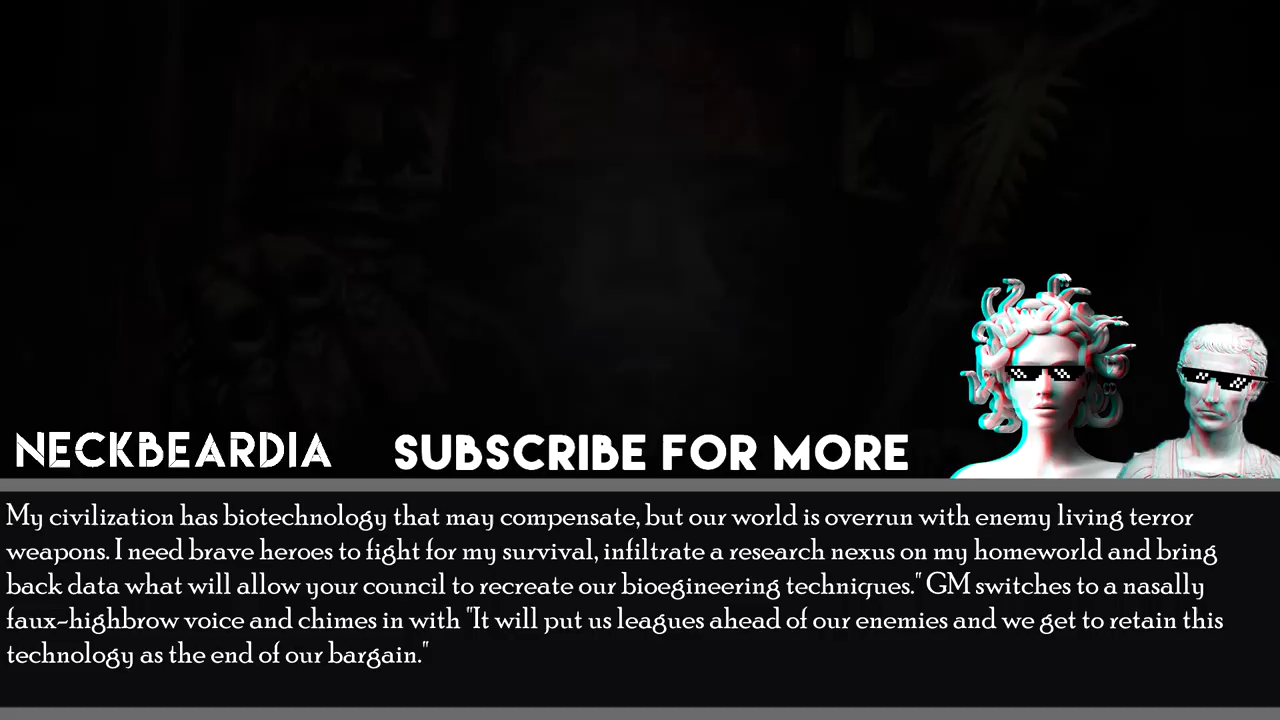 NECKBEARDIA
SUBSCRIBE FOR MORE
My civilization has biotechnology that may compensate, but our world is overrun with enemy living terror
weapons. I need brave heroes to fight for my survival, infiltrate a research nexus on my homeworld and bring
back data what will allow your council to recreate our bioegineering techniques." GM switches to a nasally
faux-highbrow voice and chimes in with "It will put us leagues ahead of our enemies and we get to retain this
technology as the end of our bargain."